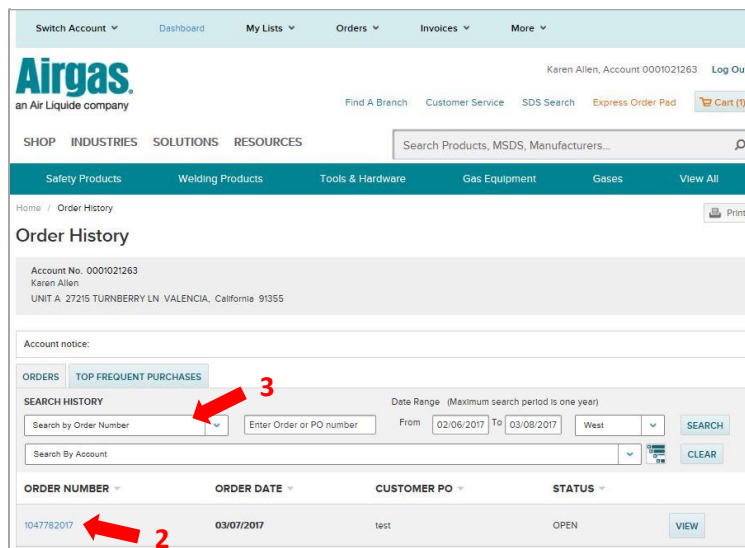 Switch Account Dashboard My Lists Orders Invoices More
Airgas.
an Air Liquide company
Karen Allen, Account 0001021263 Log Ou
Find A Branch Customer Service SDS Search Express Order Pad Cart (1)
SHOP INDUSTRIES SOLUTIONS RESOURCES
Search Products, MSDS, Manufacturers...
Safety Products Welding Products Tools & Hardware Gas Equipment Gases View All
Home / Order History
Print
Order History
Account No. 0001021263
Karen Allen
UNIT A 27215 TURNBERRY LN VALENCIA, California 91355
Account notice:
ORDERS TOP FREQUENT PURCHASES
3
SEARCH HISTORY Date Range (Maximum search period is one year)
Search by Order Number Enter Order or PO number From 02/06/2017 To 03/08/2017 West SEARCH
Search By Account CLEAR
ORDER NUMBER ORDER DATE CUSTOMER PO STATUS
1047782017 03/07/2017 test OPEN VIEW
2